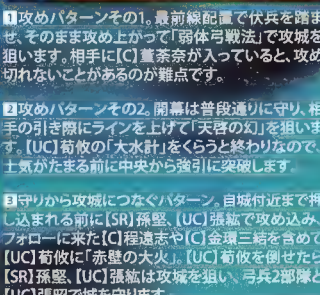 1 攻めパターンその1。最前線配置で伏兵を踏ま
せ、そのまま攻め上がって「弱体弓戦法」で攻城を
狙います。相手に【C】董荼奈が入っていると、攻め
切れないことがあるのが難点です。
2 攻めパターンその2。開幕は普段通りに守り、相
手の引き際にラインを上げて「天啓の幻」を狙いま
す。【UC】荀攸の「大水計」をくらうと終わりなので、
士気がたまる前に中央から強引に突破します。
3 守りから攻城につなぐパターン。自城付近まで押
し込まれる前に【SR】孫堅、【UC】張紘で攻め込み、
フォローに来た【C】程遠志や【C】金環三結を含めて
【UC】荀攸に「赤壁の大火」。【UC】荀攸を倒せたら
【SR】孫堅、【UC】張紘は攻城を狙い、弓兵2部隊と
【UC】張昭で城を守ります。